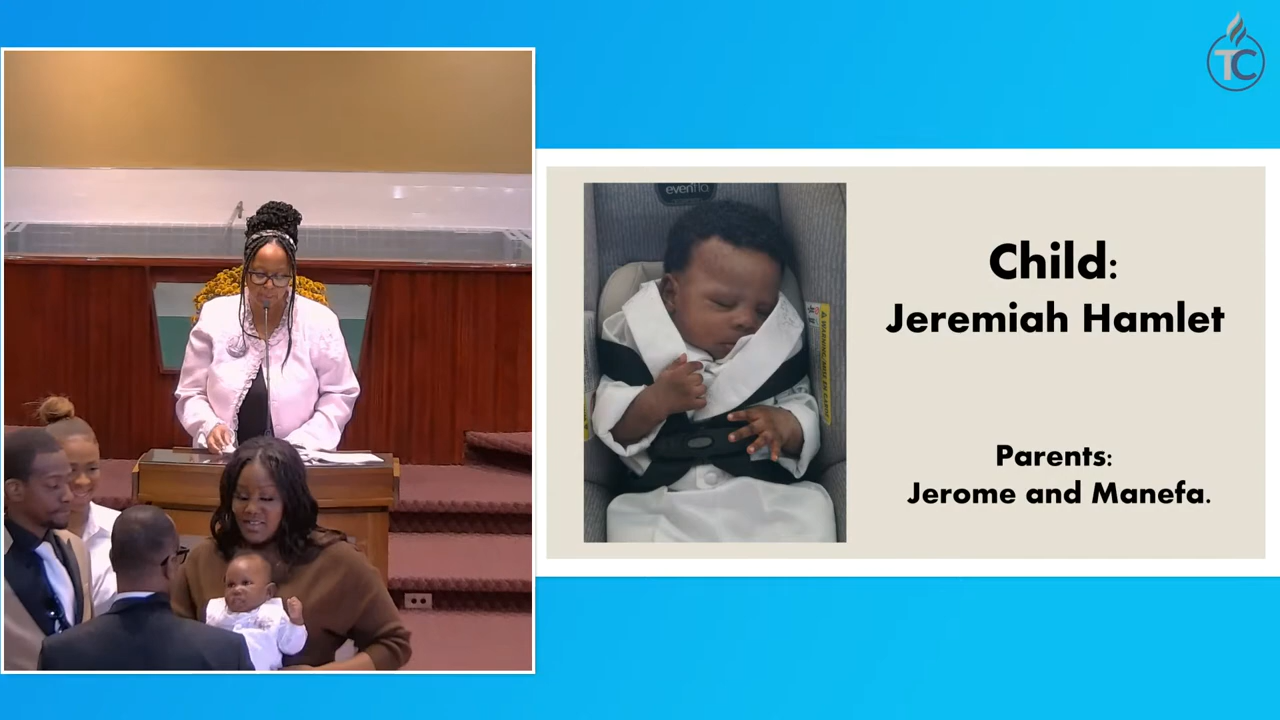 TC
evenflo
Child:
Jeremiah Hamlet
Parents:
Jerome and Manefa.